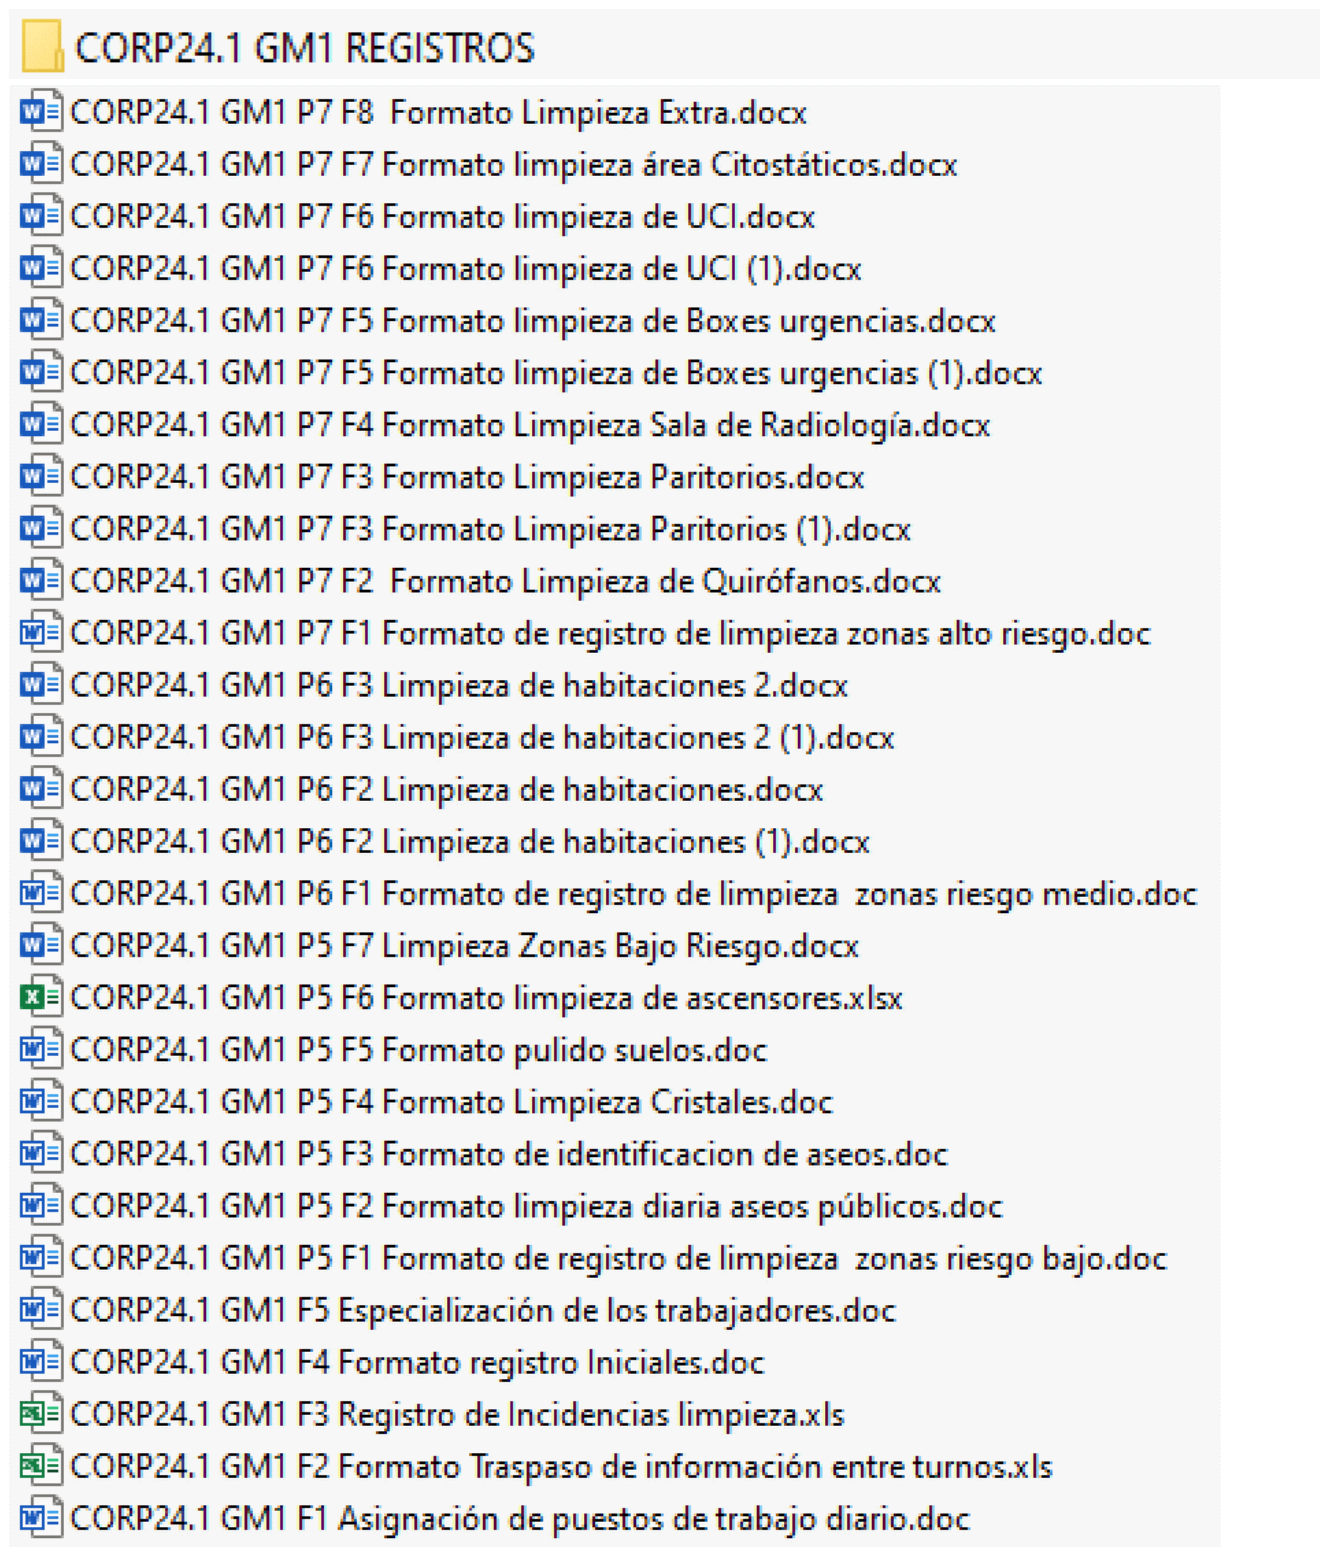 CORP24.1 GM1 REGISTROS
CORP24.1 GM1 P7 F8  Formato Limpieza Extra.docx
CORP24.1 GM1 P7 F7 Formato limpieza área Citostáticos.docx
CORP24.1 GM1 P7 F6 Formato limpieza de UCI.docx
CORP24.1 GM1 P7 F6 Formato limpieza de UCI (1).docx
CORP24.1 GM1 P7 F5 Formato limpieza de Boxes urgencias.docx
CORP24.1 GM1 P7 F5 Formato limpieza de Boxes urgencias (1).docx
CORP24.1 GM1 P7 F4 Formato Limpieza Sala de Radiología.docx
CORP24.1 GM1 P7 F3 Formato Limpieza Paritorios.docx
CORP24.1 GM1 P7 F3 Formato Limpieza Paritorios (1).docx
CORP24.1 GM1 P7 F2  Formato Limpieza de Quirófanos.docx
CORP24.1 GM1 P7 F1 Formato de registro de limpieza zonas alto riesgo.doc
CORP24.1 GM1 P6 F3 Limpieza de habitaciones 2.docx
CORP24.1 GM1 P6 F3 Limpieza de habitaciones 2 (1).docx
CORP24.1 GM1 P6 F2 Limpieza de habitaciones.docx
CORP24.1 GM1 P6 F2 Limpieza de habitaciones (1).docx
CORP24.1 GM1 P6 F1 Formato de registro de limpieza  zonas riesgo medio.doc
CORP24.1 GM1 P5 F7 Limpieza Zonas Bajo Riesgo.docx
CORP24.1 GM1 P5 F6 Formato limpieza de ascensores.xlsx
CORP24.1 GM1 P5 F5 Formato pulido suelos.doc
CORP24.1 GM1 P5 F4 Formato Limpieza Cristales.doc
CORP24.1 GM1 P5 F3 Formato de identificacion de aseos.doc
CORP24.1 GM1 P5 F2 Formato limpieza diaria aseos públicos.doc
CORP24.1 GM1 P5 F1 Formato de registro de limpieza  zonas riesgo bajo.doc
CORP24.1 GM1 F5 Especialización de los trabajadores.doc
CORP24.1 GM1 F4 Formato registro Iniciales.doc
CORP24.1 GM1 F3 Registro de Incidencias limpieza.xls
CORP24.1 GM1 F2 Formato Traspaso de información entre turnos.xls
CORP24.1 GM1 F1 Asignación de puestos de trabajo diario.doc